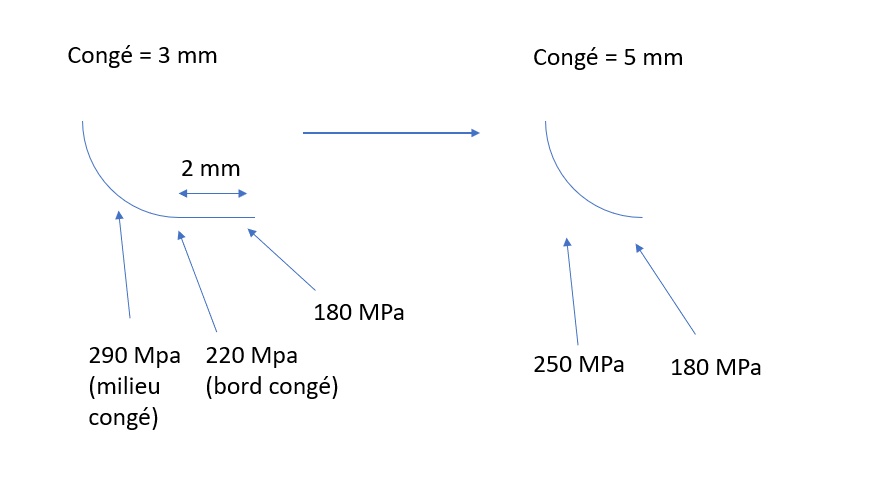 Congé = 3 mm
Congé = 5 mm
2 mm
180 MPa
290 Mpa
(milieu
congé)
220 Mpa
(bord congé)
250 MPa
180 MPa